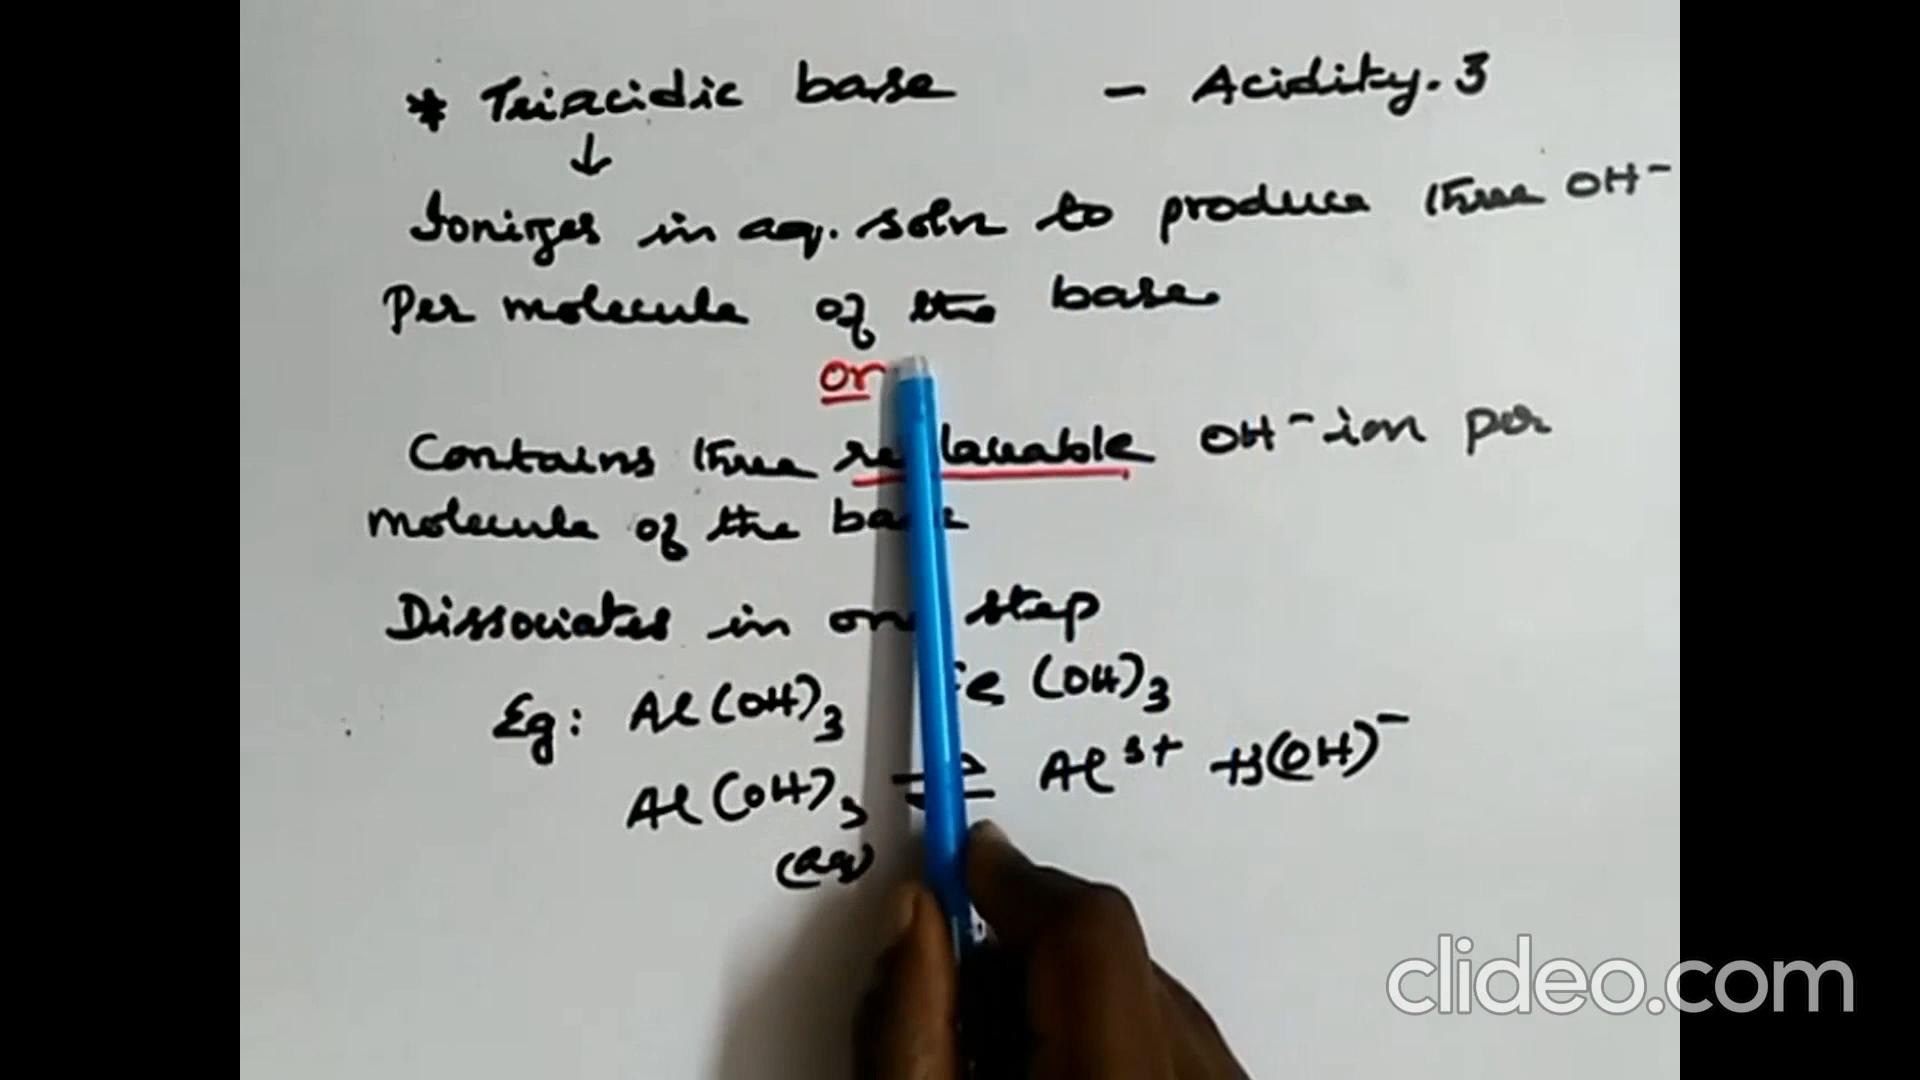 * Triacidic base - Acidity. 3
↓
Ionizes in aq. soln to produce three OH⁻
Per molecule of the base.
or
Contains three replaceable OH⁻ ion per
molecule of the base
Dissociates in one step
Eg: Al(OH)₃ Fe(OH)₃
Al(OH)₃ ⇌ Al³⁺ + 3(OH)⁻
(aq)
clideo.com